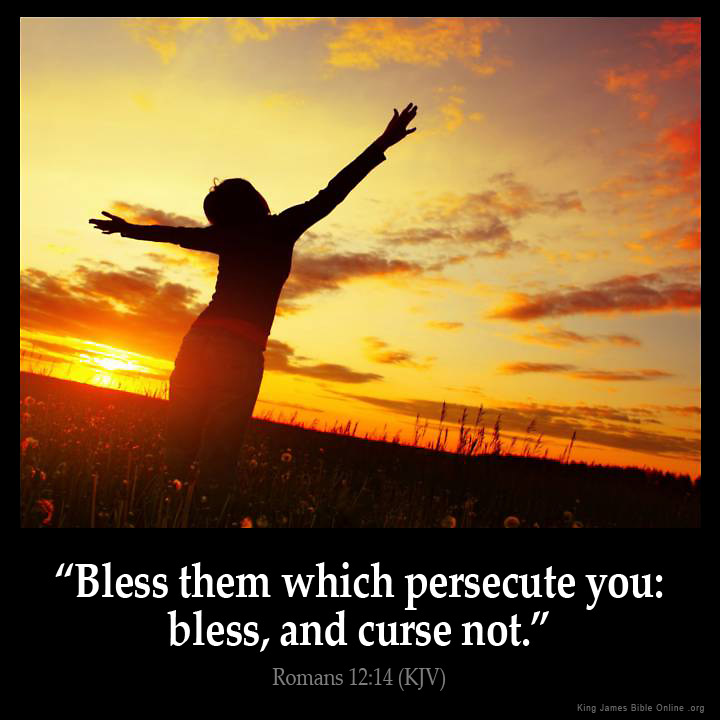 “Bless them which persecute you:
bless, and curse not.”
Romans 12:14 (KJV)
King James Bible Online .org